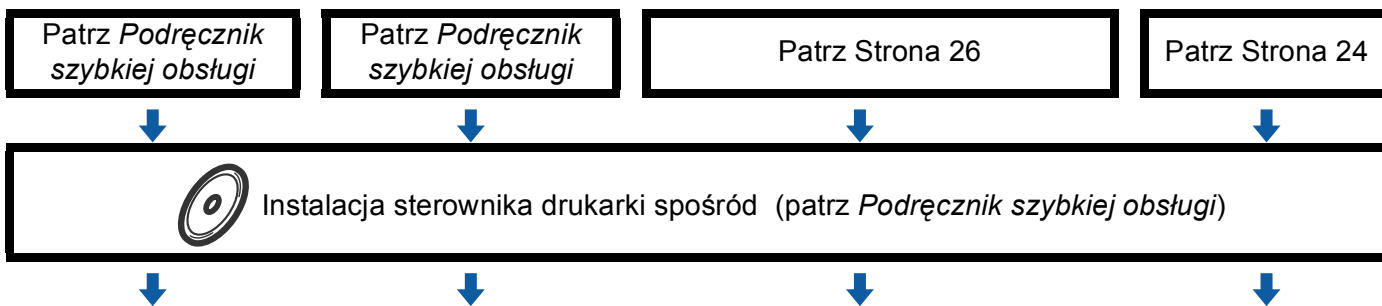 Patrz Podręcznik
szybkiej obsługi
Patrz Podręcznik
szybkiej obsługi
Patrz Strona 26
Patrz Strona 24
Instalacja sterownika drukarki spośród (patrz Podręcznik szybkiej obsługi)